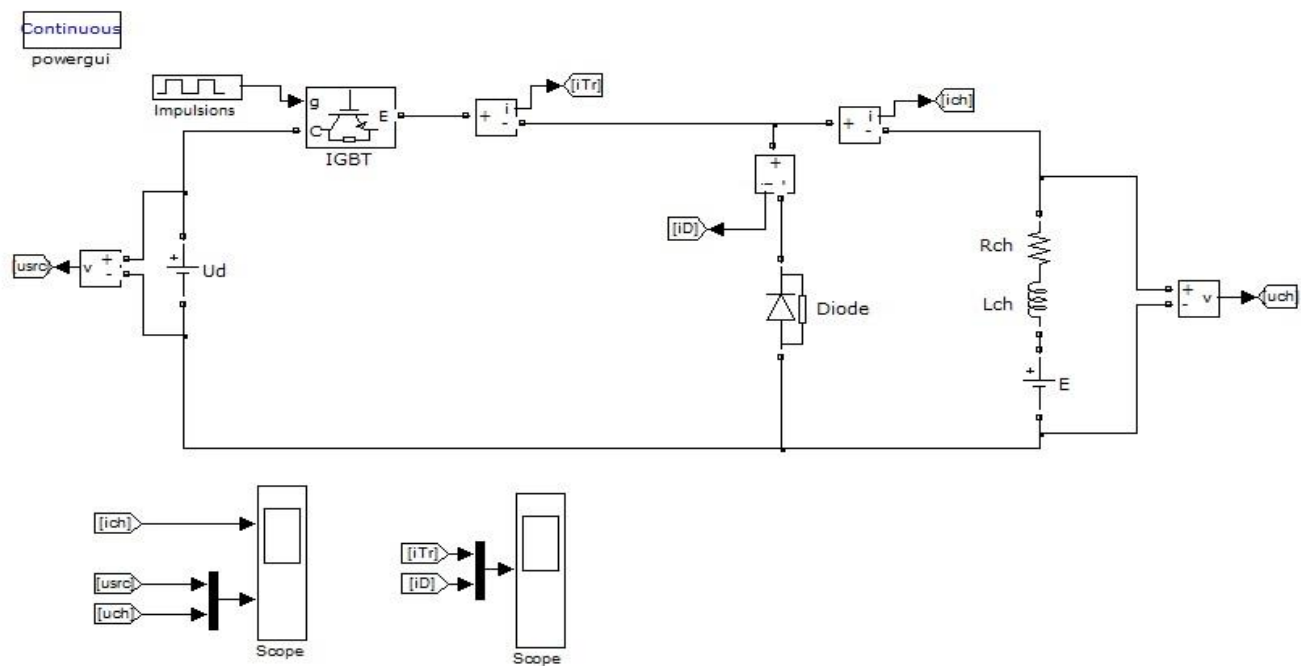 Continuous
powergui
Impulsions
g
C
E
IGBT
+
i
-
[iTr]
+
i
-
[ich]
+
i
-
[iD]
[usrc]
v
+
-
+
Ud
Diode
Rch
Lch
+
E
+
-
v
[uch]
[ich]
[usrc]
[uch]
Scope
[iTr]
[iD]
Scope